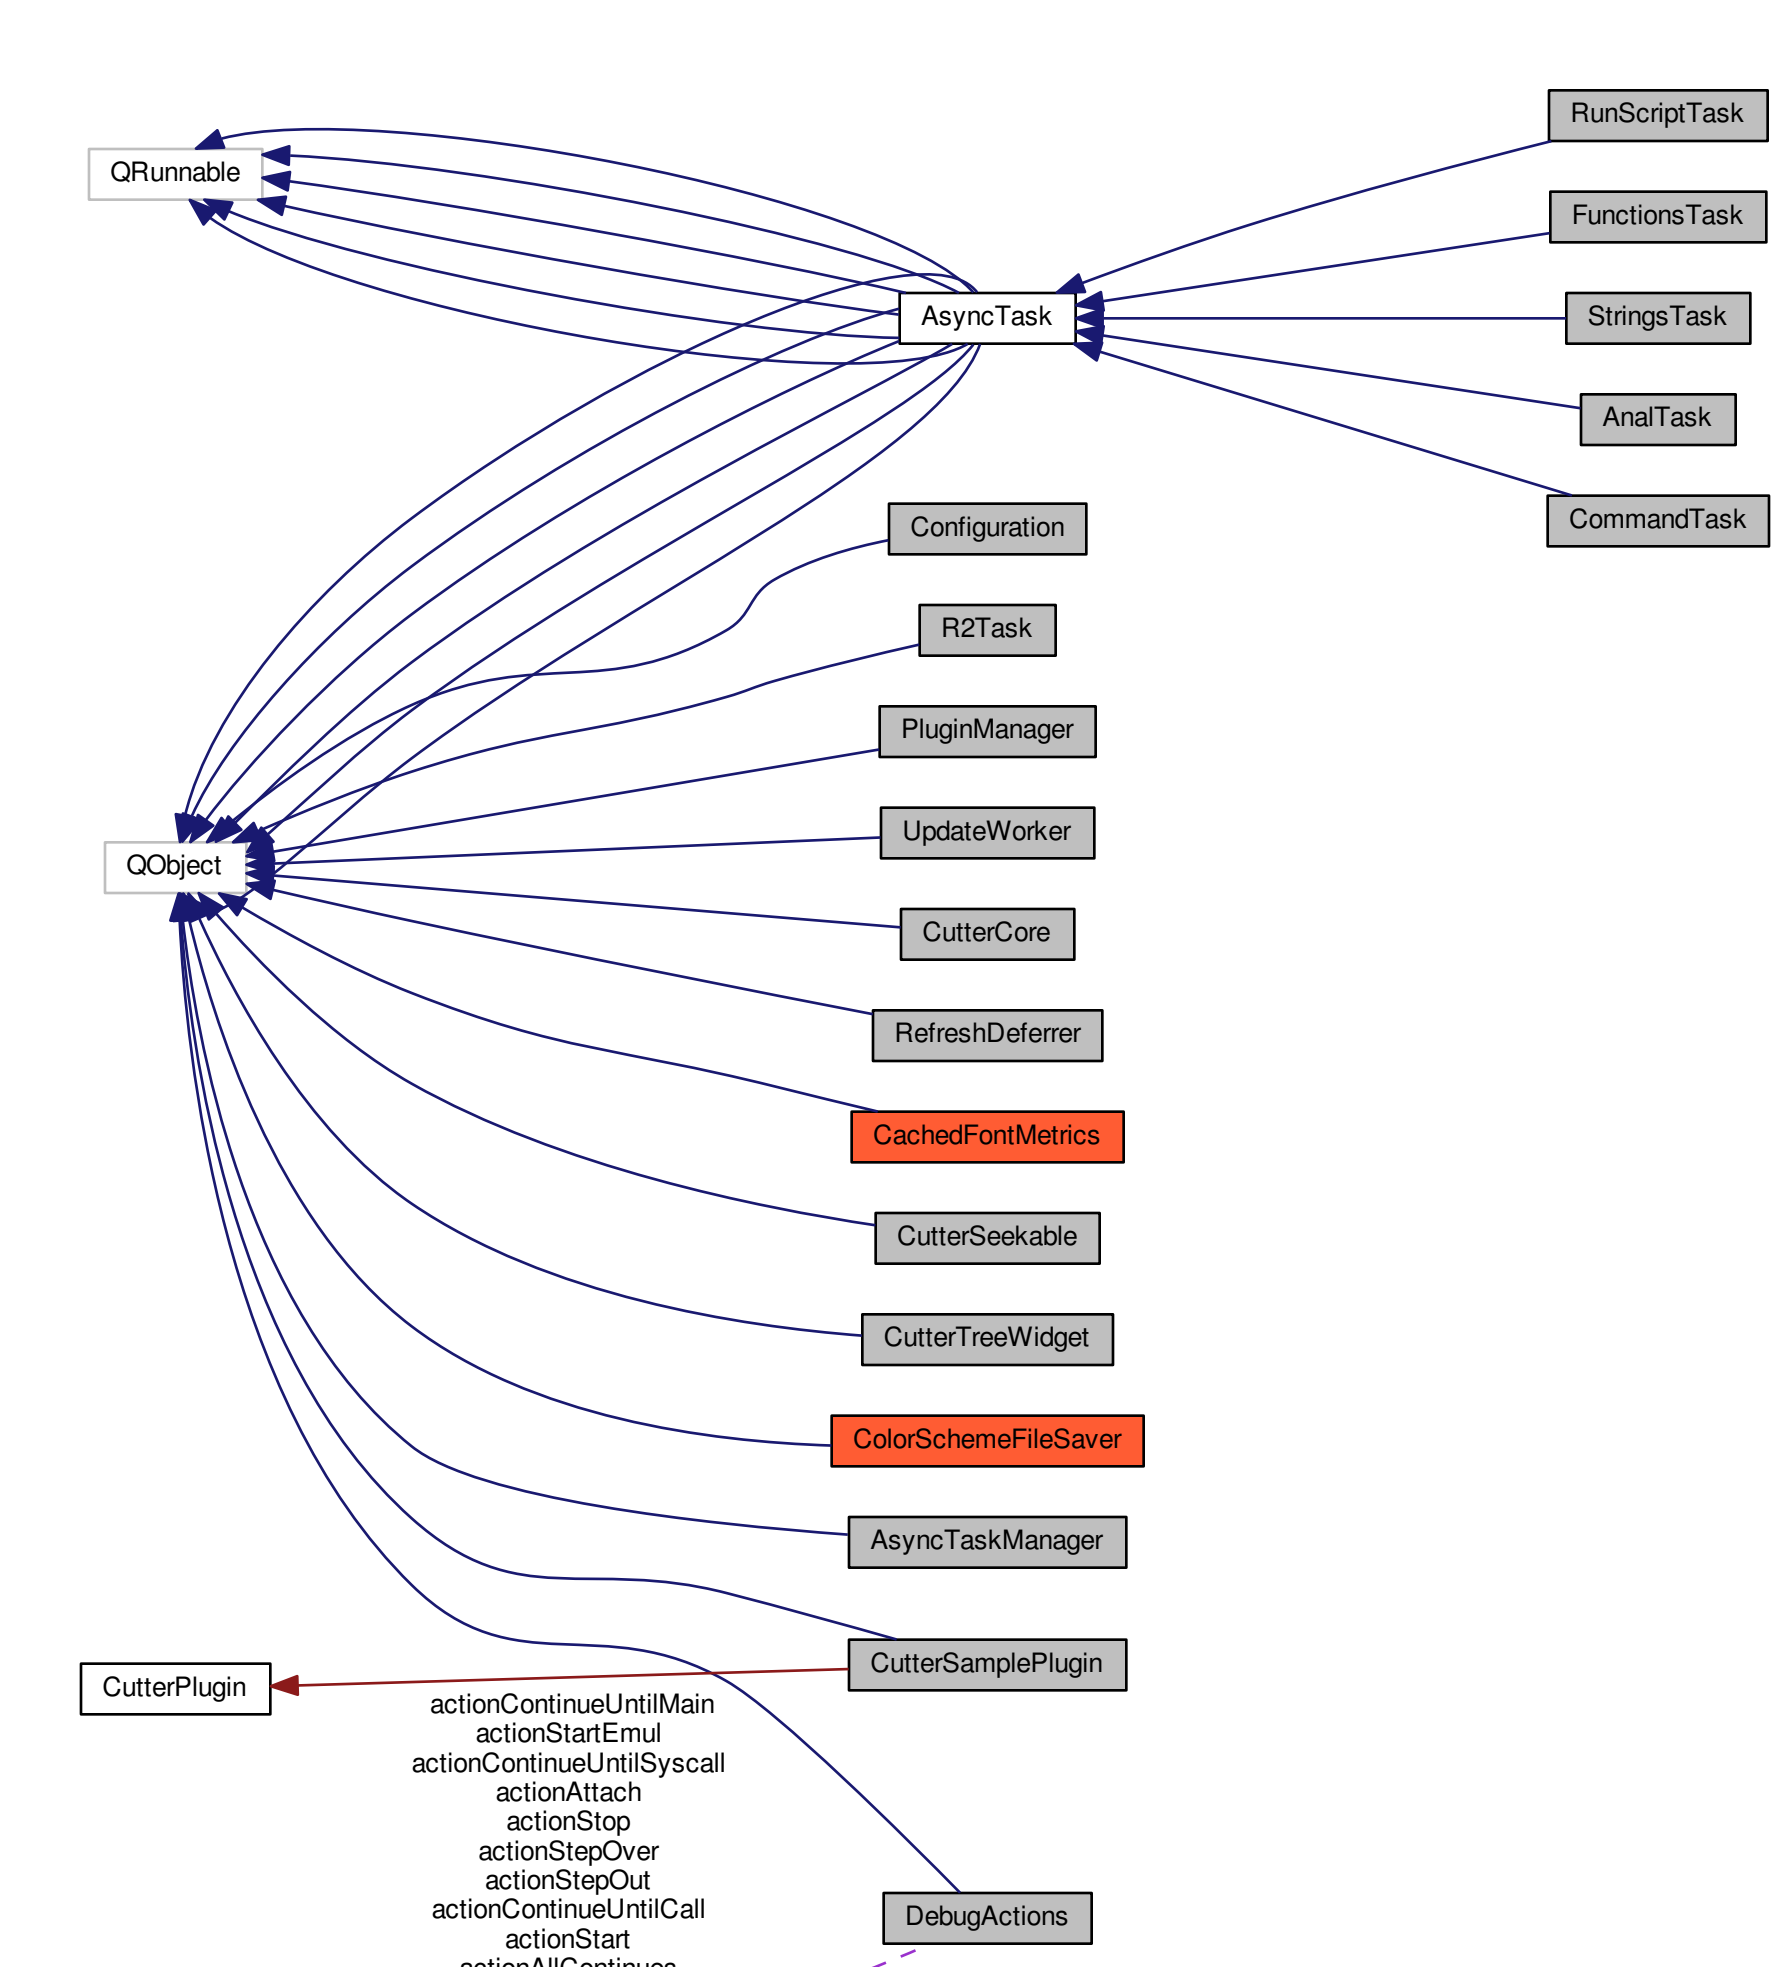 RunScriptTask
QRunnable
FunctionsTask
AsyncTask
StringsTask
AnalTask
CommandTask
Configuration
R2Task
PluginManager
UpdateWorker
QObject
CutterCore
RefreshDeferrer
CachedFontMetrics
CutterSeekable
CutterTreeWidget
ColorSchemeFileSaver
AsyncTaskManager
CutterSamplePlugin
CutterPlugin
actionContinueUntilMain
actionStartEmul
actionContinueUntilSyscall
actionAttach
actionStop
actionStepOver
actionStepOut
actionContinueUntilCall
DebugActions
actionStart
actionAllContinues